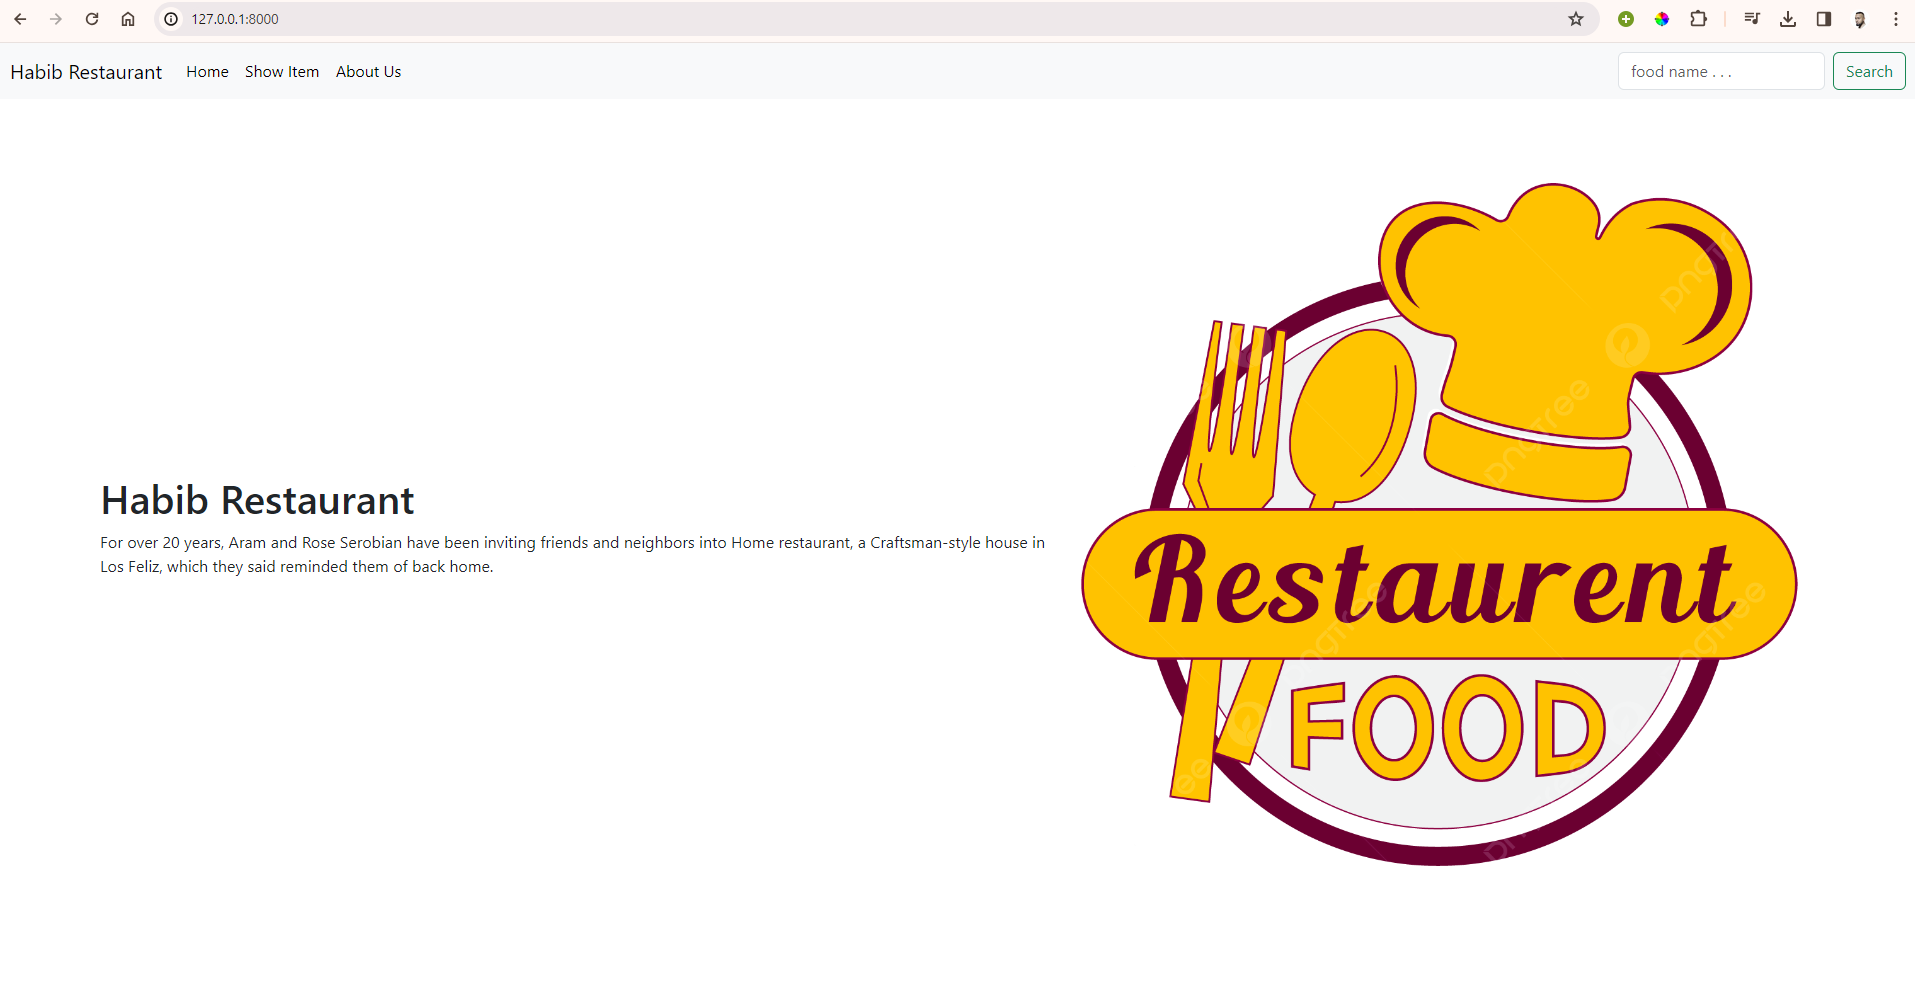 127.0.0.1:8000
Habib Restaurant Home Show Item About Us food name . . . Search
Habib Restaurant
For over 20 years, Aram and Rose Serobian have been inviting friends and neighbors into Home restaurant, a Craftsman-style house in
Los Feliz, which they said reminded them of back home.
Restaurent
FOOD
pngtree
pngtree
pngtree